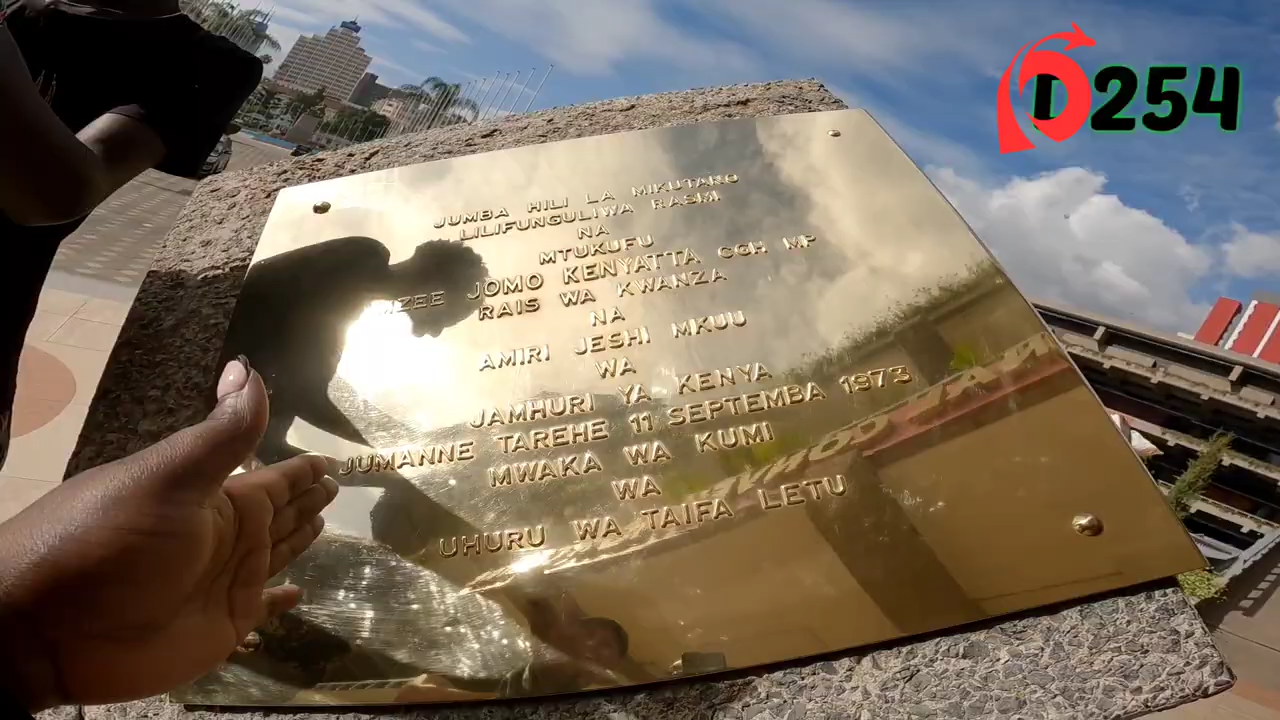 JUMBA HILI LA MIKUTANO
LILIFUNGULIWA RASMI
NA
MTUKUFU
MZEE JOMO KENYATTA CGH MP
RAIS WA KWANZA
NA
AMIRI JESHI MKUU
WA
JAMHURI YA KENYA
JUMANNE TAREHE 11 SEPTEMBA 1973
MWAKA WA KUMI
WA
UHURU WA TAIFA LETU
D254